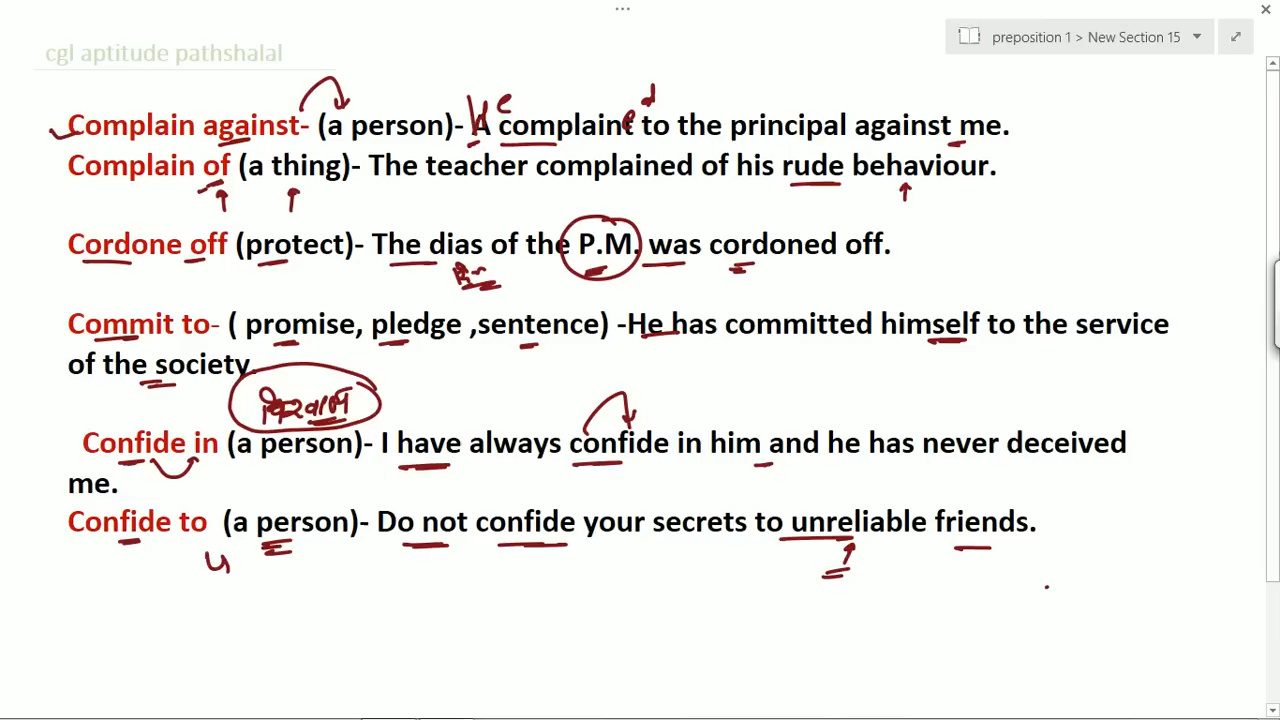 cgl aptitude pathshalal
preposition 1 > New Section 15
Complain against- (a person)- A complaint to the principal against me.
He ed
Complain of (a thing)- The teacher complained of his rude behaviour.
Cordone off (protect)- The dias of the P.M. was cordoned off.
Commit to- ( promise, pledge ,sentence) -He has committed himself to the service
of the society.
Confide in (a person)- I have always confide in him and he has never deceived
me.
Confide to (a person)- Do not confide your secrets to unreliable friends.